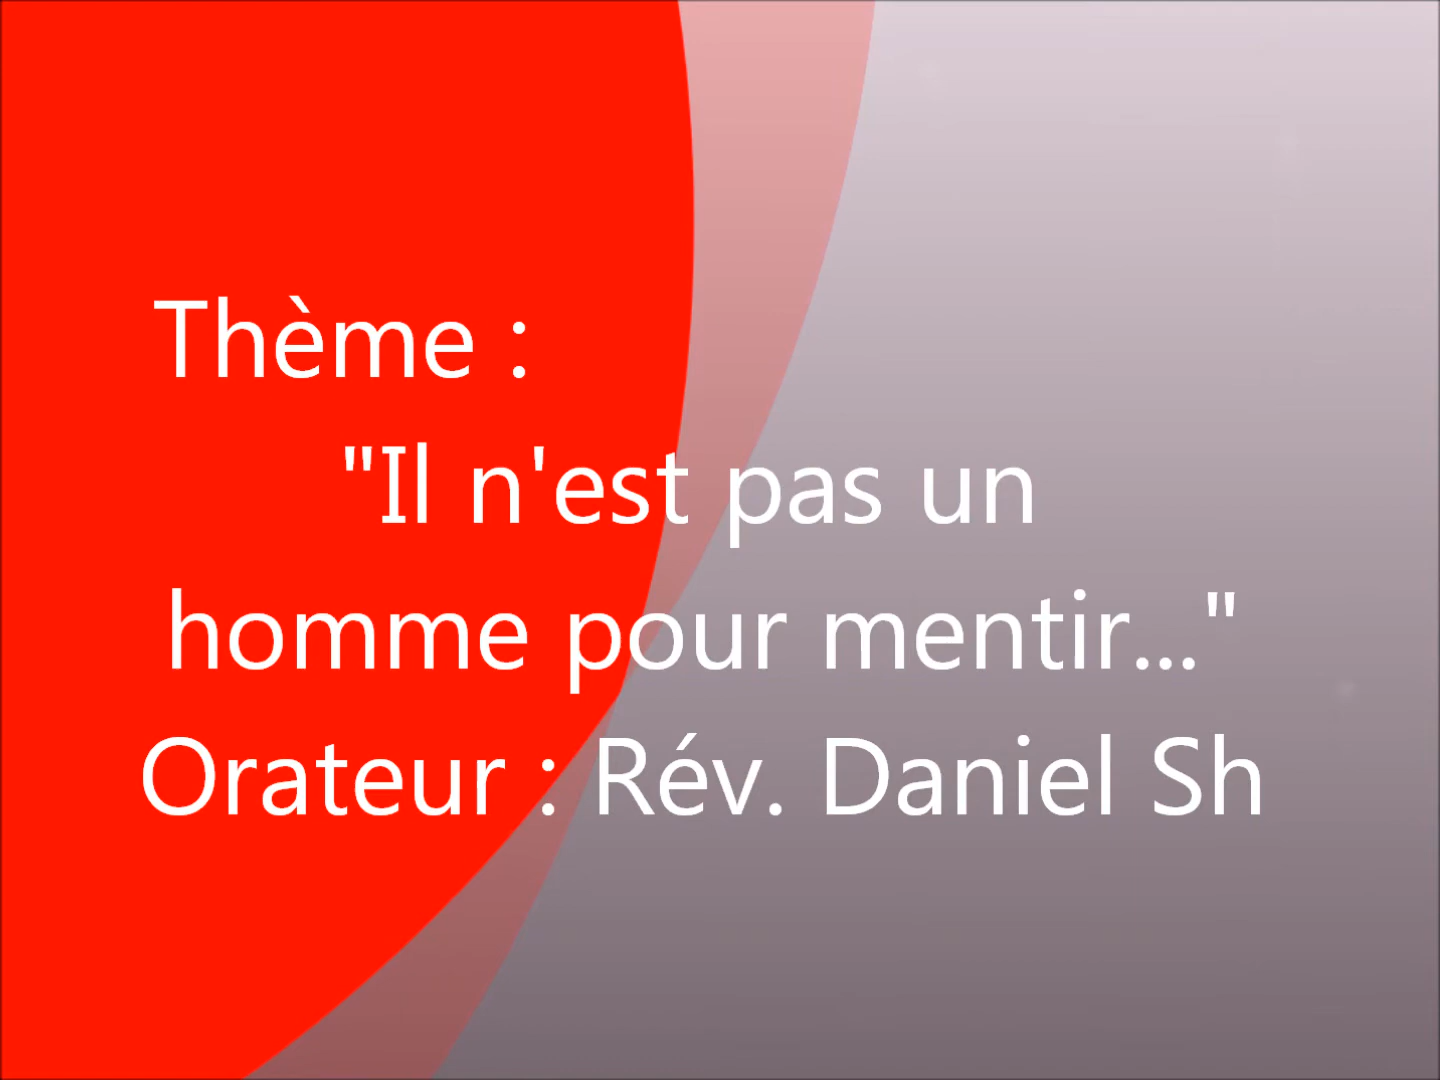 Thème :
"Il n'est pas un
homme pour mentir..."
Orateur : Rév. Daniel Sh